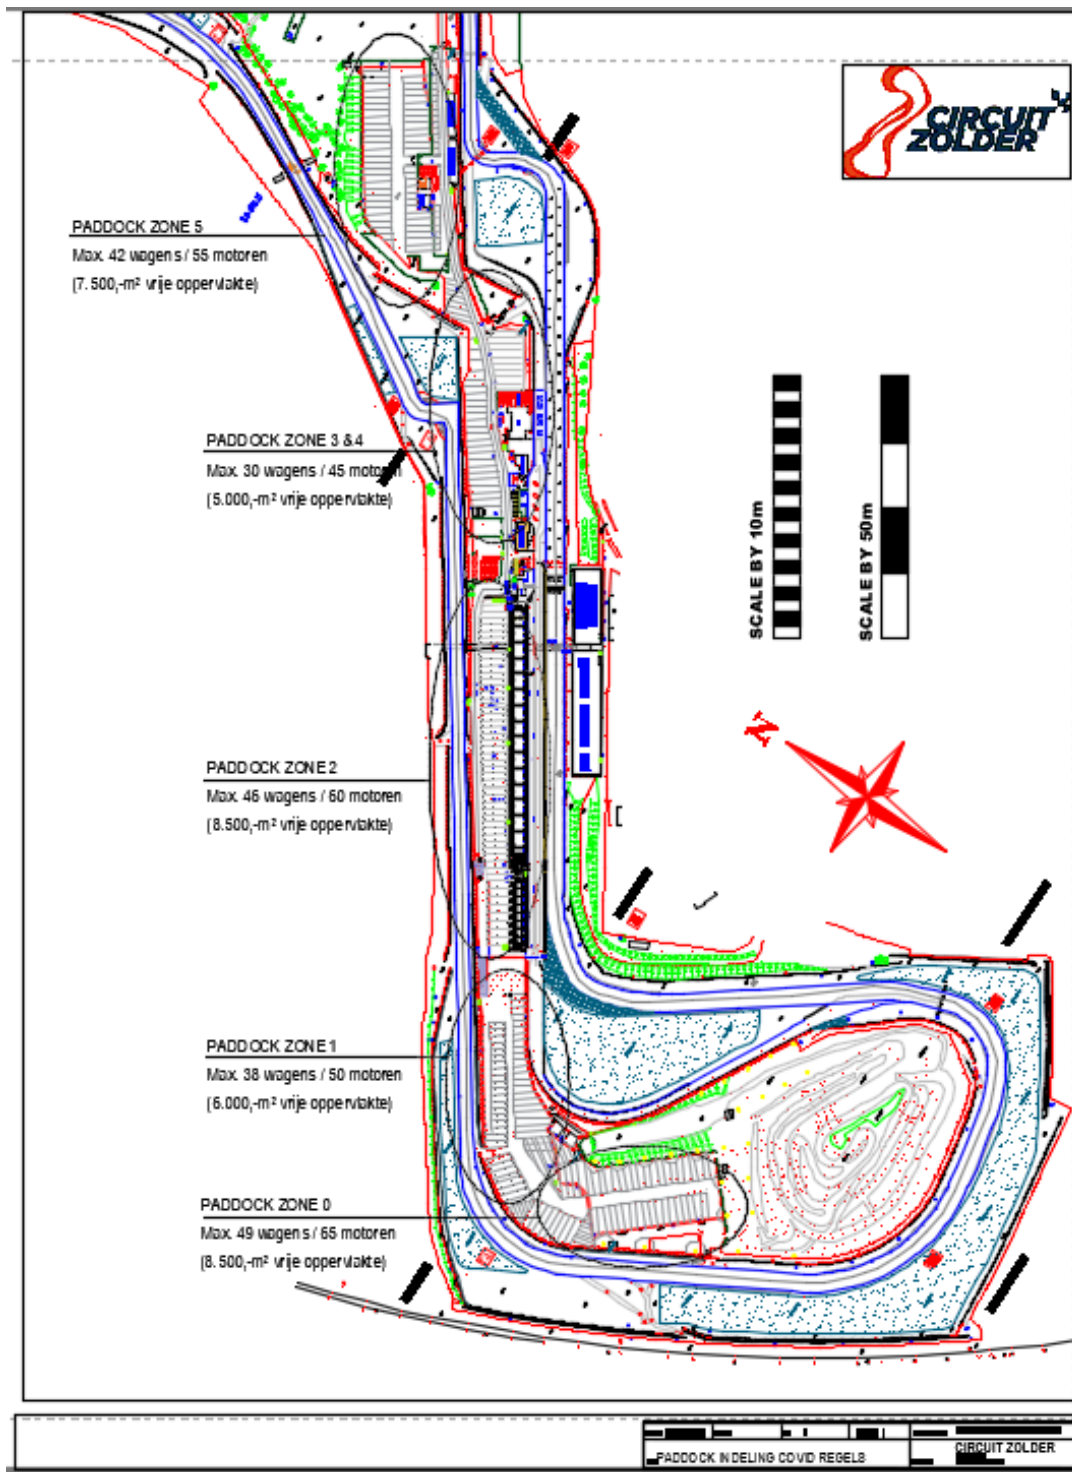 CIRCUIT
ZOLDER
PADDOCK ZONE 5
Max. 42 wagens / 55 motoren
(7.500,-m² vrije oppervlakte)
PADDOCK ZONE 3 & 4
Max. 30 wagens / 45 motoren
(5.000,-m² vrije oppervlakte)
SCALE BY 10m
SCALE BY 50m
N
PADDOCK ZONE 2
Max. 46 wagens / 60 motoren
(8.500,-m² vrije oppervlakte)
PADDOCK ZONE 1
Max. 38 wagens / 50 motoren
(6.000,-m² vrije oppervlakte)
PADDOCK ZONE 0
Max. 49 wagens / 65 motoren
(8.500,-m² vrije oppervlakte)
PADDOCK INDELING COVID REGELS
CIRCUIT ZOLDER